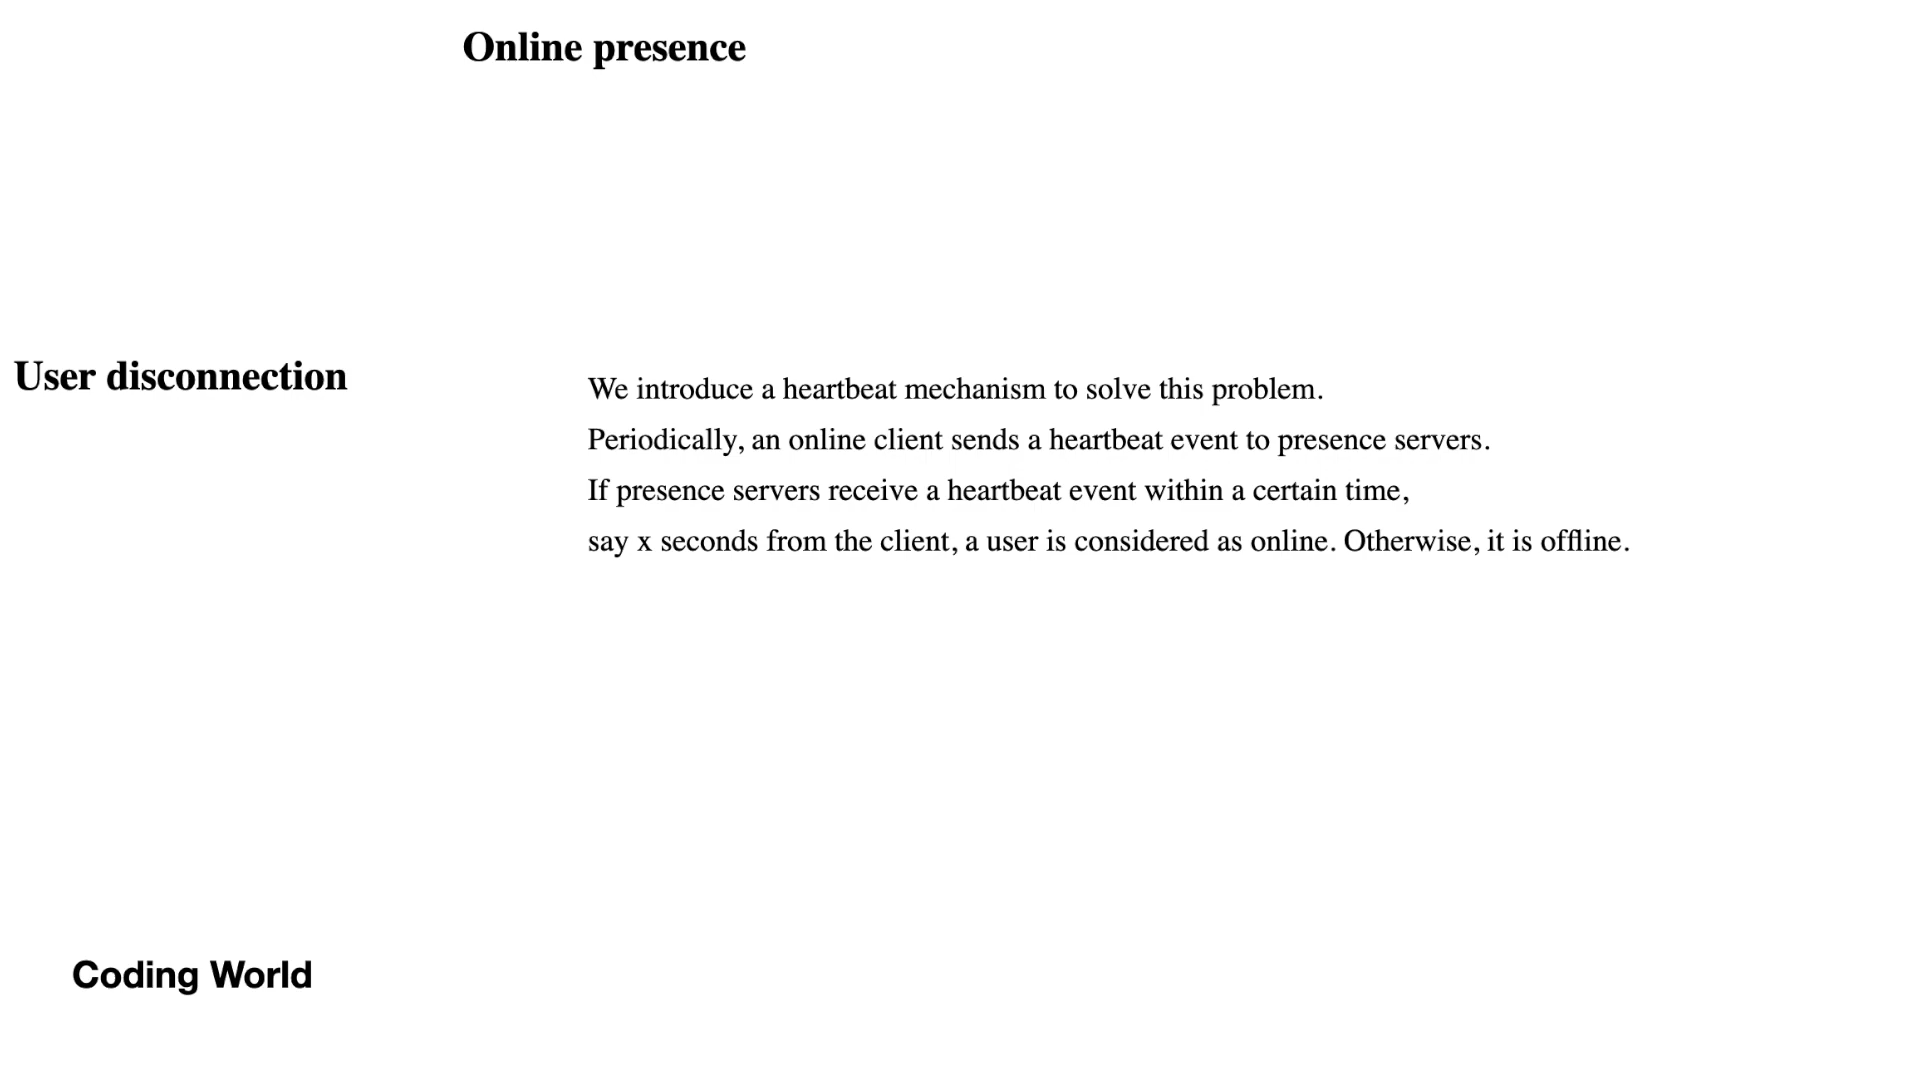 Online presence
User disconnection
We introduce a heartbeat mechanism to solve this problem.
Periodically, an online client sends a heartbeat event to presence servers.
If presence servers receive a heartbeat event within a certain time,
say x seconds from the client, a user is considered as online. Otherwise, it is offline.
Coding World